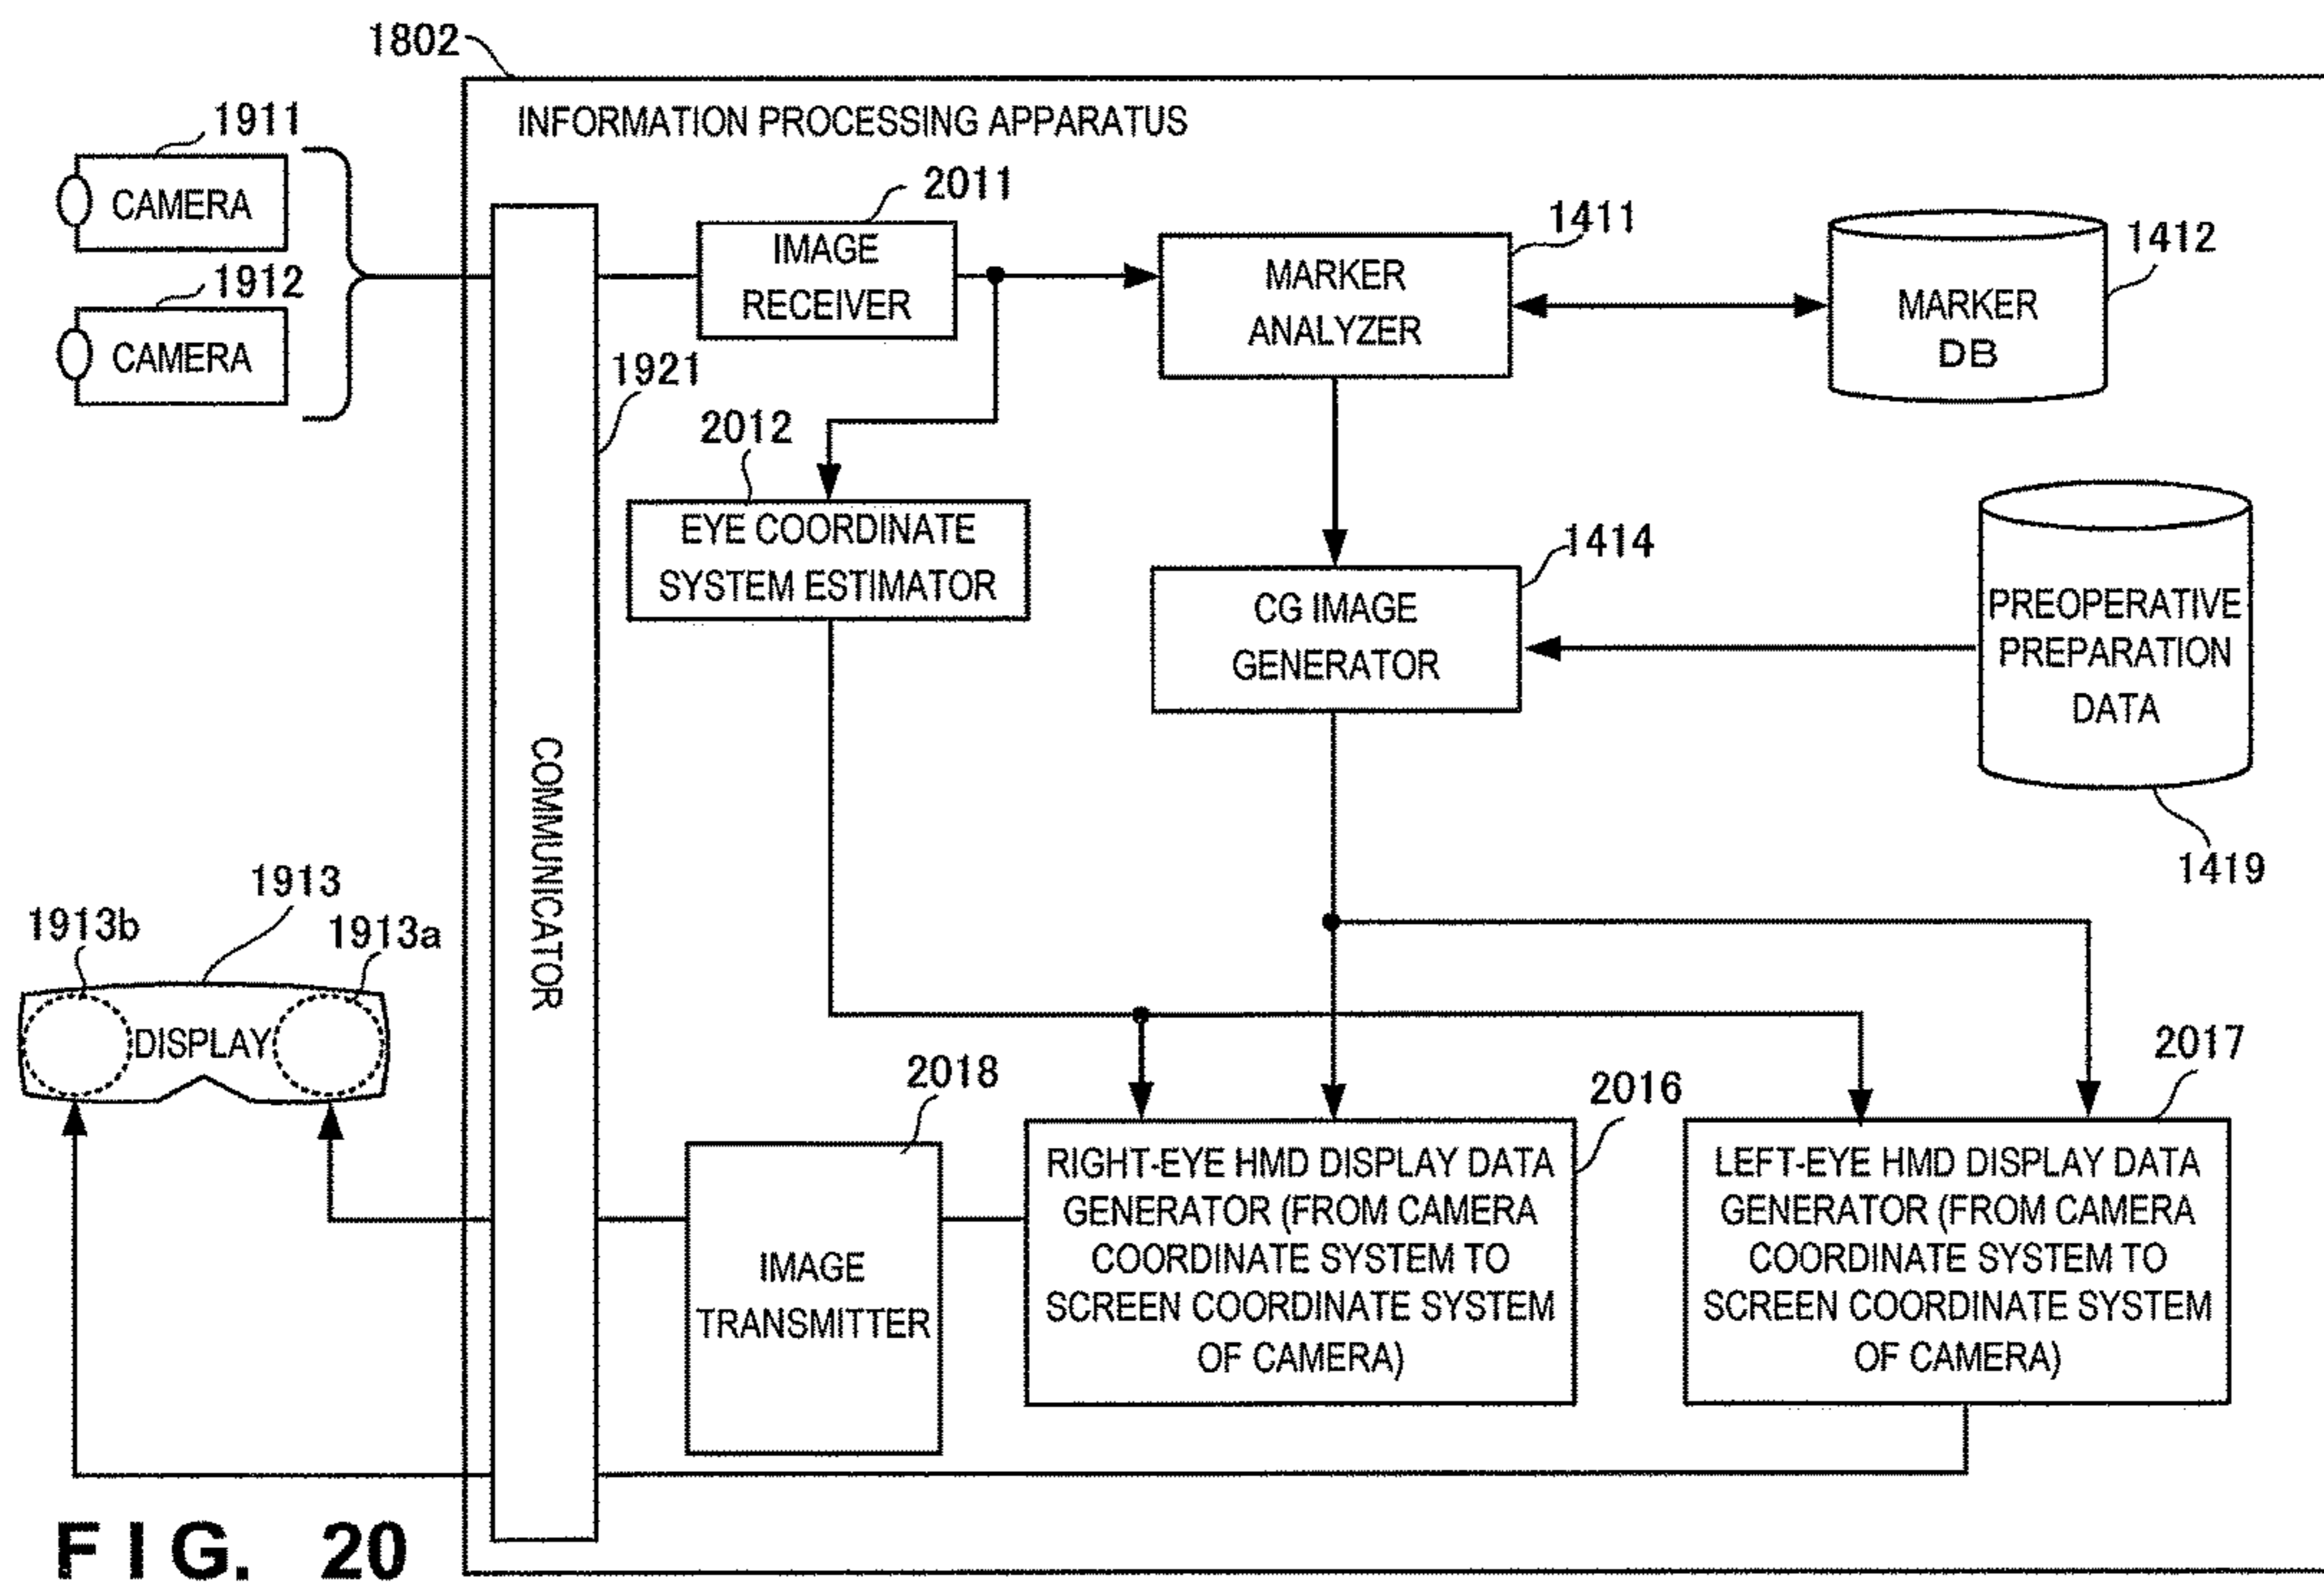 1802
INFORMATION PROCESSING APPARATUS
1911
CAMERA
1912
CAMERA
2011
IMAGE
RECEIVER
1411
MARKER
ANALYZER
1412
MARKER
DB
1921
COMMUNICATOR
2012
EYE COORDINATE
SYSTEM ESTIMATOR
1414
CG IMAGE
GENERATOR
PREOPERATIVE
PREPARATION
DATA
1419
1913
1913b
1913a
DISPLAY
2018
IMAGE
TRANSMITTER
2016
RIGHT-EYE HMD DISPLAY DATA
GENERATOR (FROM CAMERA
COORDINATE SYSTEM TO
SCREEN COORDINATE SYSTEM
OF CAMERA)
2017
LEFT-EYE HMD DISPLAY DATA
GENERATOR (FROM CAMERA
COORDINATE SYSTEM TO
SCREEN COORDINATE SYSTEM
OF CAMERA)
FIG. 20